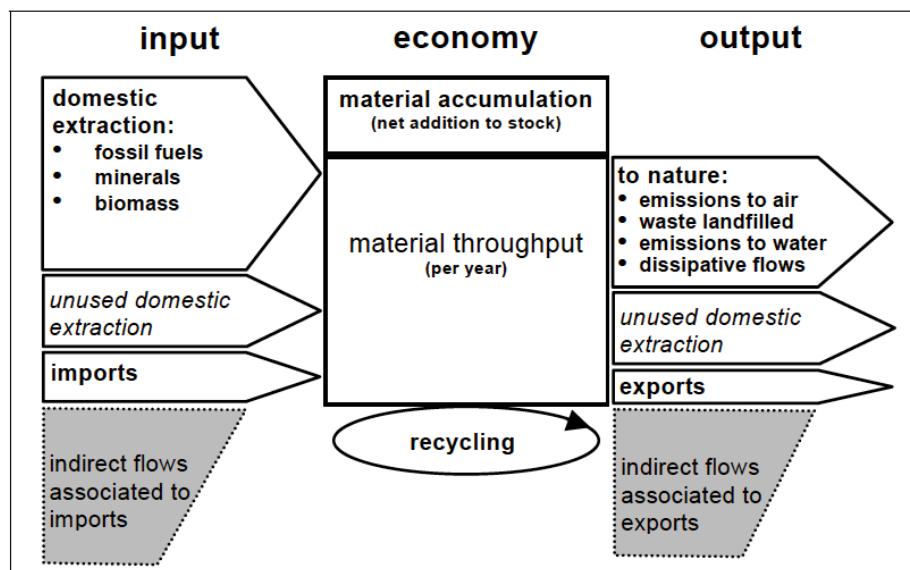 input
economy
output
domestic
extraction:
• fossil fuels
• minerals
• biomass
unused domestic
extraction
imports
indirect flows
associated to
imports
material accumulation
(net addition to stock)
material throughput
(per year)
recycling
to nature:
• emissions to air
• waste landfilled
• emissions to water
• dissipative flows
unused domestic
extraction
exports
indirect flows
associated to
exports